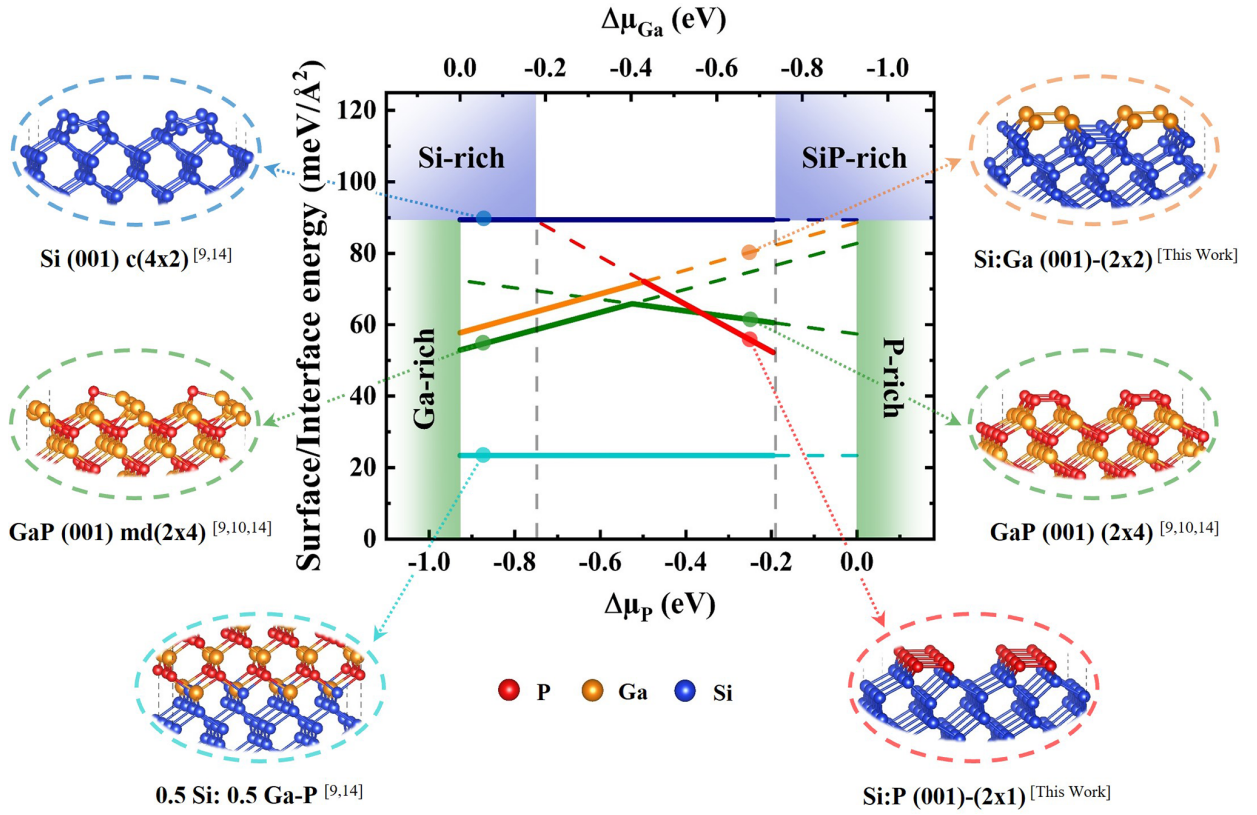 Δμ_Ga (eV)
0.0 -0.2 -0.4 -0.6 -0.8 -1.0
Surface/Interface energy (meV/Å²)
120
100
80
60
40
20
0
Si-rich
SiP-rich
Ga-rich
P-rich
-1.0 -0.8 -0.6 -0.4 -0.2 0.0
Δμ_P (eV)
Si (001) c(4x2) [9,14]
Si:Ga (001)-(2x2) [This Work]
GaP (001) md(2x4) [9,10,14]
GaP (001) (2x4) [9,10,14]
P Ga Si
0.5 Si: 0.5 Ga-P [9,14]
Si:P (001)-(2x1) [This Work]